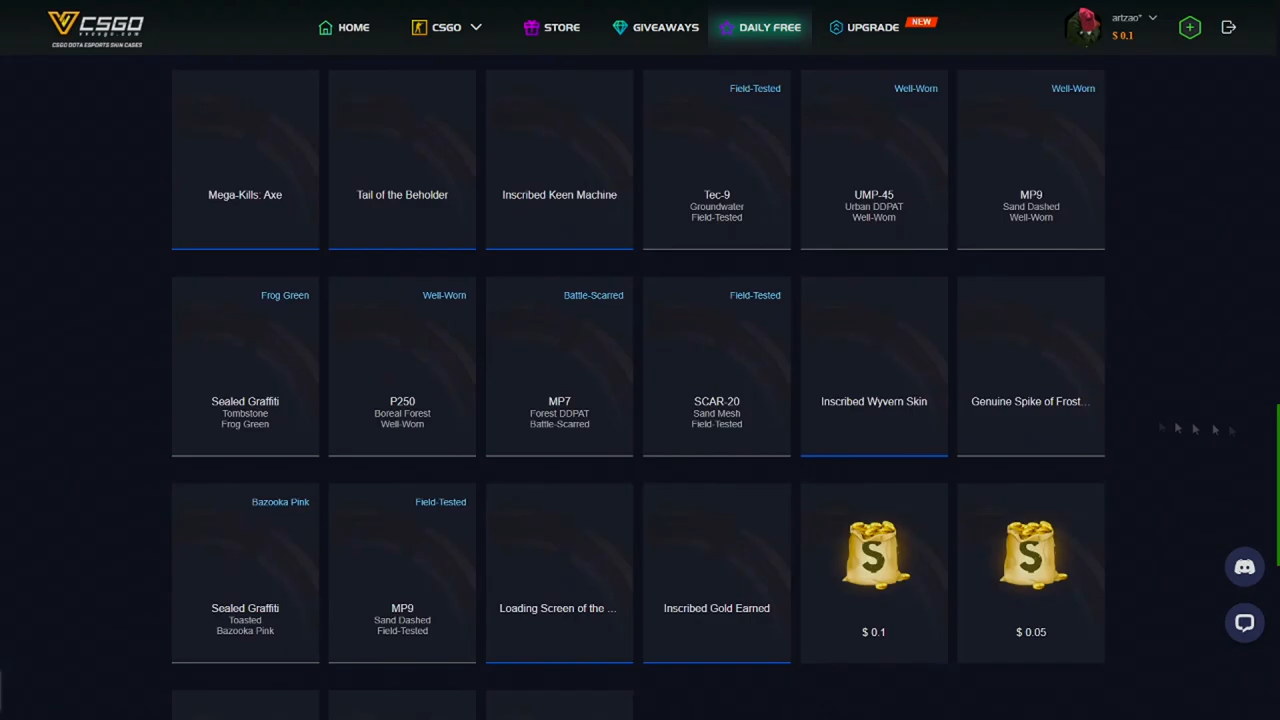 VCSGO
vvvcsgo.com
CSGO DOTA ESPORTS SKIN CASES
HOME
CSGO
STORE
GIVEAWAYS
DAILY FREE
UPGRADE
NEW
artzao*
$ 0.1
Mega-Kills: Axe
Tail of the Beholder
Inscribed Keen Machine
Field-Tested
Tec-9
Groundwater
Field-Tested
Well-Worn
UMP-45
Urban DDPAT
Well-Worn
Well-Worn
MP9
Sand Dashed
Well-Worn
Frog Green
Sealed Graffiti
Tombstone
Frog Green
Well-Worn
P250
Boreal Forest
Well-Worn
Battle-Scarred
MP7
Forest DDPAT
Battle-Scarred
Field-Tested
SCAR-20
Sand Mesh
Field-Tested
Inscribed Wyvern Skin
Genuine Spike of Frost...
Bazooka Pink
Sealed Graffiti
Toasted
Bazooka Pink
Field-Tested
MP9
Sand Dashed
Field-Tested
Loading Screen of the ...
Inscribed Gold Earned
S
$ 0.1
S
$ 0.05